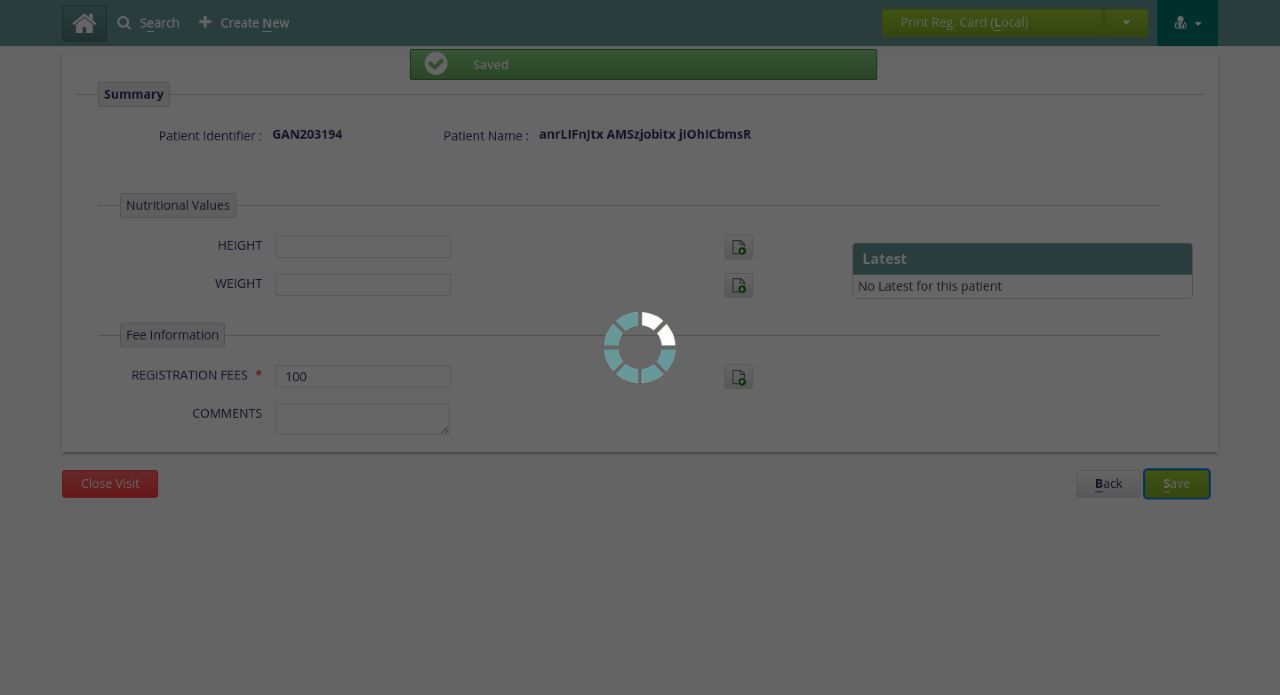 Search Create New Print Reg. Card (Local)
Saved
Summary
Patient Identifier : GAN203194 Patient Name : anrLIFnJtx AMSzjobitx jIOhICbmsR
Nutritional Values
HEIGHT
Latest
WEIGHT No Latest for this patient
Fee Information
REGISTRATION FEES * 100
COMMENTS
Close Visit Back Save